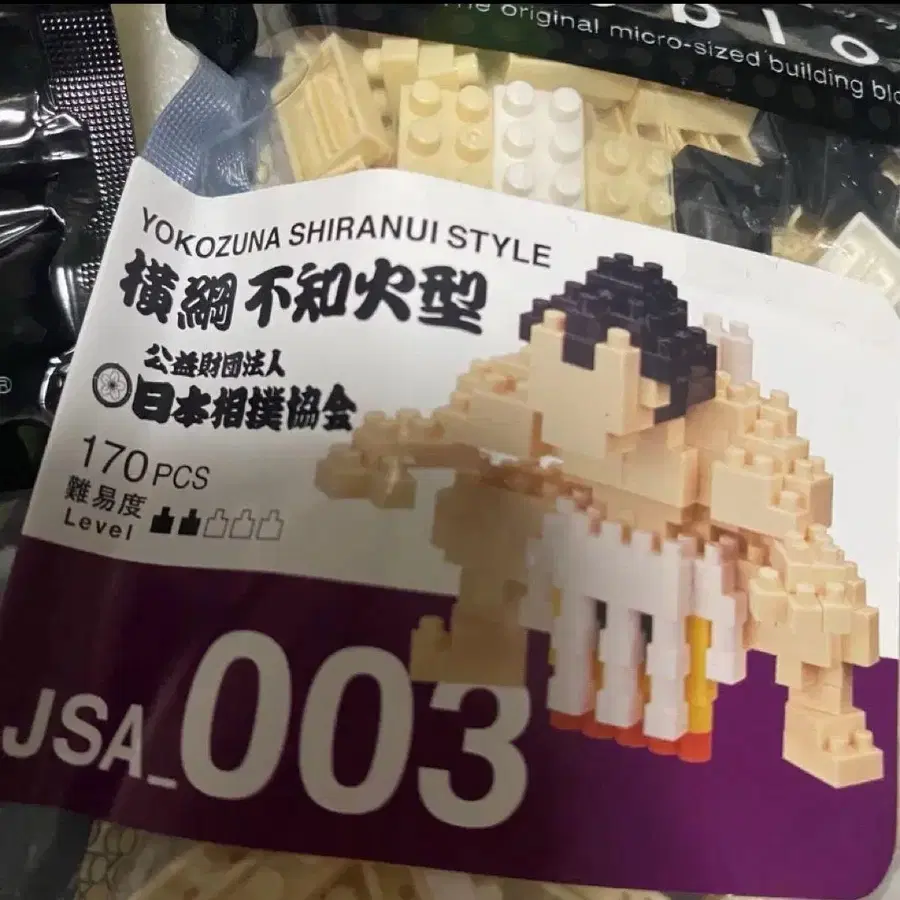 The original micro-sized building blo
YOKOZUNA SHIRANUI STYLE
横綱 不知火型
公益財団法人
日本相撲協会
170 PCS
難易度
Level
JSA_003
®